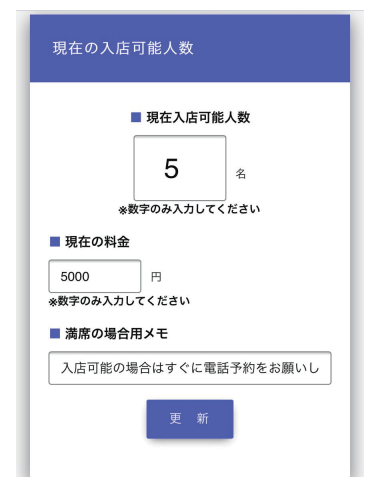 現在の入店可能人数
■ 現在入店可能人数
5 名
※数字のみ入力してください
■ 現在の料金
5000 円
※数字のみ入力してください
■ 満席の場合用メモ
入店可能の場合はすぐに電話予約をお願いし
更 新